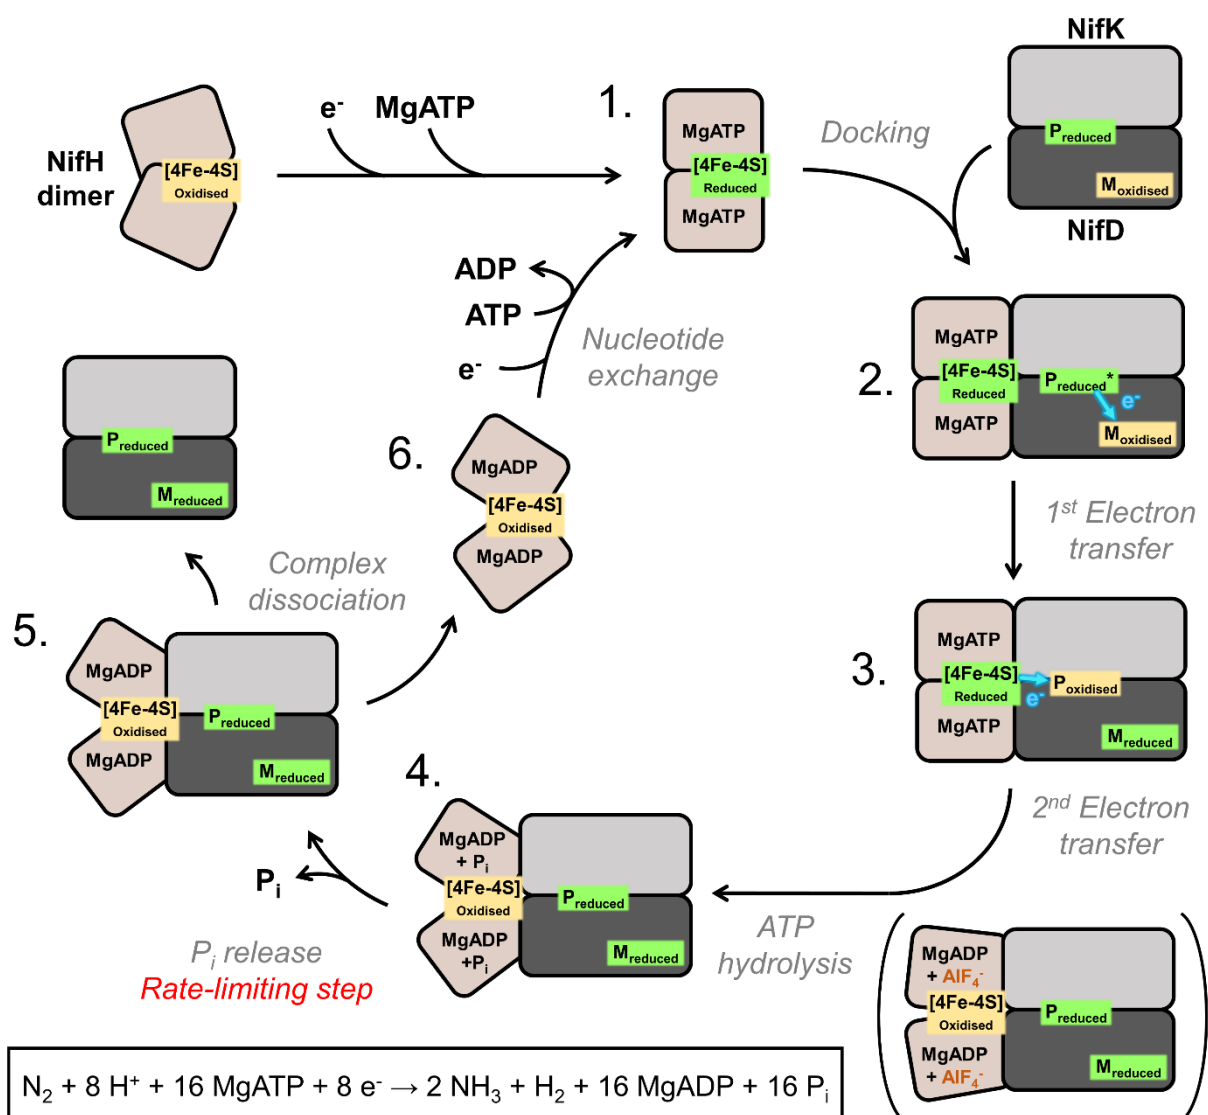 NifK
1.
e-
MgATP
MgATP
[4Fe-4S]
Reduced
MgATP
Docking
Preduced
Moxidised
NifD
NifH
dimer
[4Fe-4S]
Oxidised
ADP
ATP
e-
Nucleotide
exchange
2.
MgATP
[4Fe-4S]
Reduced
MgATP
Preduced*
e-
Moxidised
1st Electron
transfer
Preduced
Mreduced
6.
MgADP
[4Fe-4S]
Oxidised
MgADP
Complex
dissociation
3.
MgATP
[4Fe-4S]
Reduced
MgATP
e-
Poxidised
Mreduced
2nd Electron
transfer
5.
MgADP
[4Fe-4S]
Oxidised
MgADP
Preduced
Mreduced
4.
MgADP
+ Pi
[4Fe-4S]
Oxidised
MgADP
+Pi
Preduced
Mreduced
ATP
hydrolysis
Pi
Pi release
Rate-limiting step
MgADP
+ AlF4-
[4Fe-4S]
Oxidised
MgADP
+ AlF4-
Preduced
Mreduced
N2 + 8 H+ + 16 MgATP + 8 e- → 2 NH3 + H2 + 16 MgADP + 16 Pi